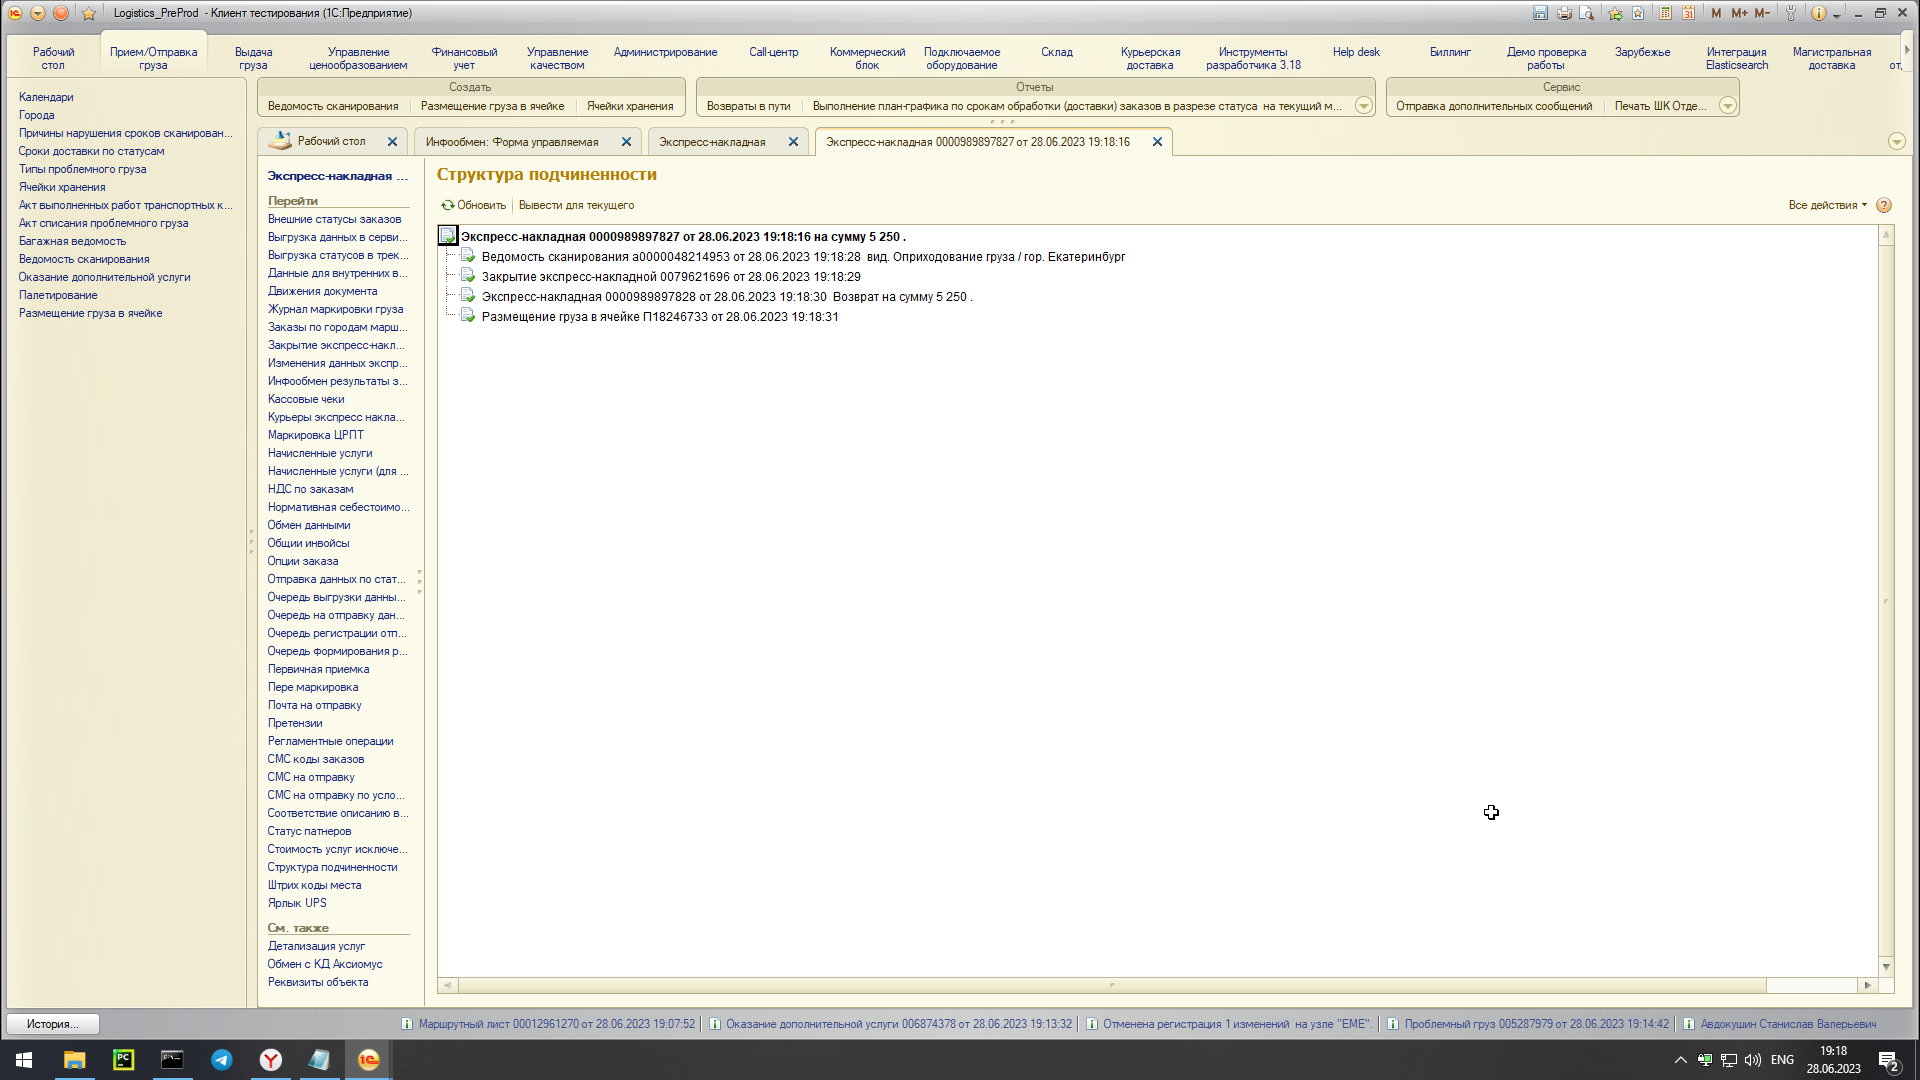 Logistics_PreProd - Клиент тестирования (1С:Предприятие)
M M+ M-
Рабочий стол
Прием/Отправка груза
Выдача груза
Управление ценообразованием
Финансовый учет
Управление качеством
Администрирование
Call-центр
Коммерческий блок
Подключаемое оборудование
Склад
Курьерская доставка
Инструменты разработчика 3.18
Help desk
Биллинг
Демо проверка работы
Зарубежье
Интеграция Elasticsearch
Магистральная доставка
от,
Календари
Города
Причины нарушения сроков сканирован...
Сроки доставки по статусам
Типы проблемного груза
Ячейки хранения
Акт выполненных работ транспортных к...
Акт списания проблемного груза
Багажная ведомость
Ведомость сканирования
Оказание дополнительной услуги
Палетирование
Размещение груза в ячейке
Создать
Ведомость сканирования
Размещение груза в ячейке
Ячейки хранения
Отчеты
Возвраты в пути
Выполнение план-графика по срокам обработки (доставки) заказов в разрезе статуса на текущий м...
Сервис
Отправка дополнительных сообщений
Печать ШК Отде...
Рабочий стол
Инфообмен: Форма управляемая
Экспресс-накладная
Экспресс-накладная 0000989897827 от 28.06.2023 19:18:16
Экспресс-накладная ...
Перейти
Внешние статусы заказов
Выгрузка данных в серви...
Выгрузка статусов в трек...
Данные для внутренних в...
Движения документа
Журнал маркировки груза
Заказы по городам марш...
Закрытие экспресс-накл...
Изменения данных экспр...
Инфообмен результаты з...
Кассовые чеки
Курьеры экспресс накла...
Маркировка ЦРПТ
Начисленные услуги
Начисленные услуги (для ...
НДС по заказам
Нормативная себестоимо...
Обмен данными
Общии инвойсы
Опции заказа
Отправка данных по стат...
Очередь выгрузки данны...
Очередь на отправку дан...
Очередь регистрации отп...
Очередь формирования р...
Первичная приемка
Пере маркировка
Почта на отправку
Претензии
Регламентные операции
СМС коды заказов
СМС на отправку
СМС на отправку по усло...
Соответствие описанию в...
Статус патнеров
Стоимость услуг исключе...
Структура подчиненности
Штрих коды места
Ярлык UPS
См. также
Детализация услуг
Обмен с КД Аксиомус
Реквизиты объекта
Структура подчиненности
Обновить
Вывести для текущего
Все действия
Экспресс-накладная 0000989897827 от 28.06.2023 19:18:16 на сумму 5 250 .
Ведомость сканирования а0000048214953 от 28.06.2023 19:18:28 вид. Оприходование груза / гор. Екатеринбург
Закрытие экспресс-накладной 0079621696 от 28.06.2023 19:18:29
Экспресс-накладная 0000989897828 от 28.06.2023 19:18:30 Возврат на сумму 5 250 .
Размещение груза в ячейке П18246733 от 28.06.2023 19:18:31
История...
Маршрутный лист 00012961270 от 28.06.2023 19:07:52
Оказание дополнительной услуги 006874378 от 28.06.2023 19:13:32
Отменена регистрация 1 изменений на узле "EME".
Проблемный груз 005287979 от 28.06.2023 19:14:42
Авдокушин Станислав Валерьевич
ENG
19:18
28.06.2023
2